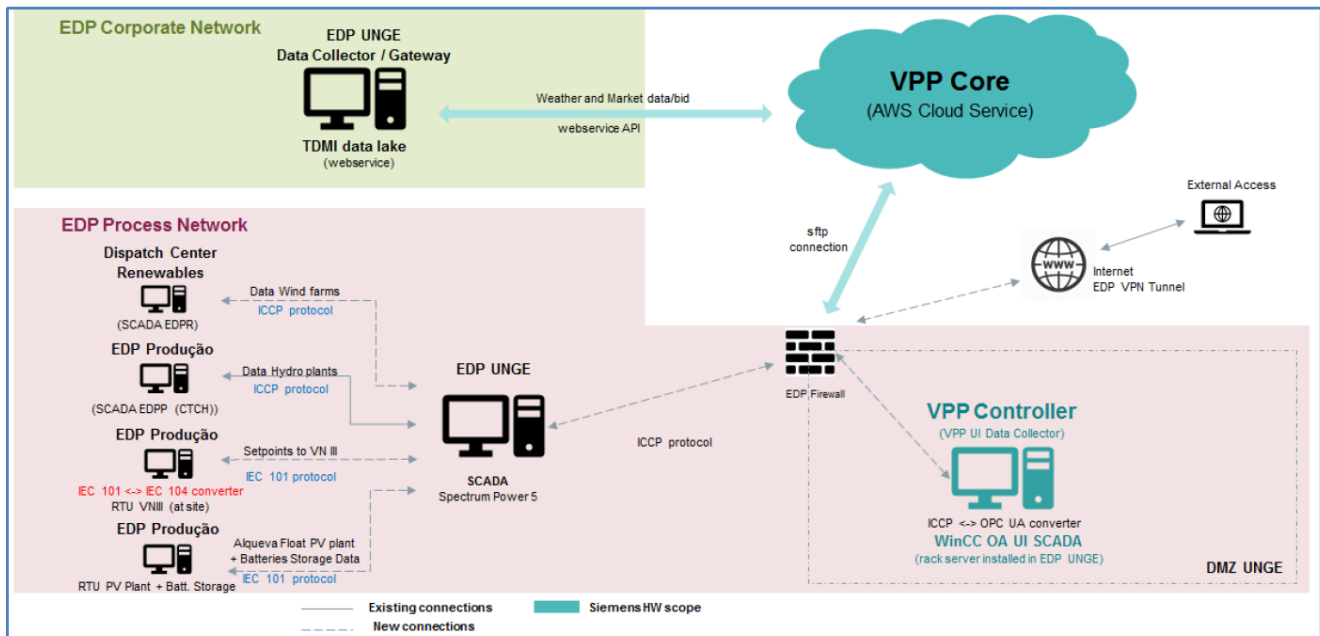 EDP Corporate Network
EDP UNGE
Data Collector / Gateway
TDMI data lake
(webservice)
Weather and Market data/bid
webservice API
VPP Core
(AWS Cloud Service)
External Access
sftp
connection
WWW
Internet
EDP VPN Tunnel
EDP Process Network
Dispatch Center
Renewables
(SCADA EDPR)
Data Wind farms
ICCP protocol
EDP Produção
(SCADA EDPP (CTCH))
Data Hydro plants
ICCP protocol
EDP Produção
IEC 101 <-> IEC 104 converter
RTU VNIII (at site)
Setpoints to VN III
IEC 101 protocol
EDP Produção
RTU PV Plant + Batt. Storage
Alqueva Float PV plant
+ Batteries Storage Data
IEC 101 protocol
EDP UNGE
SCADA
Spectrum Power 5
ICCP protocol
EDP Firewall
VPP Controller
(VPP UI Data Collector)
ICCP <-> OPC UA converter
WinCC OA UI SCADA
(rack server installed in EDP UNGE)
DMZ UNGE
Existing connections
Siemens HW scope
New connections